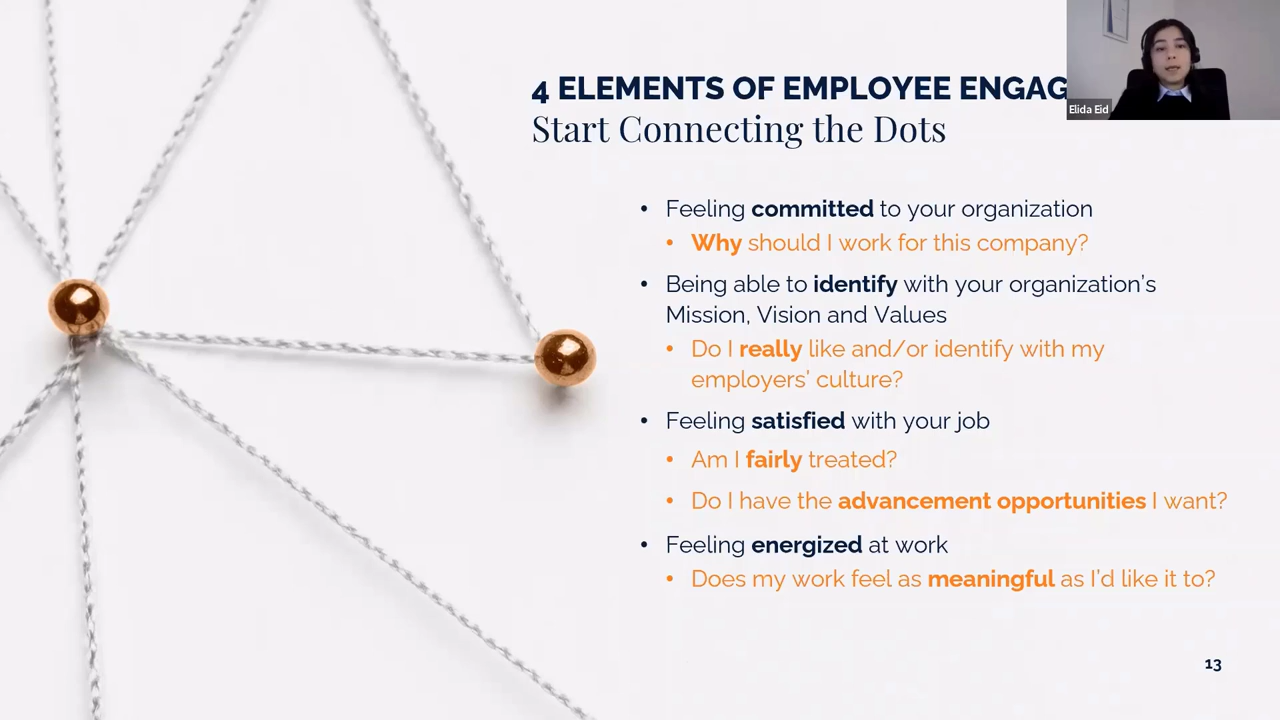 4 ELEMENTS OF EMPLOYEE ENGAG
Start Connecting the Dots
Elida Eid
• Feeling committed to your organization
• Why should I work for this company?
• Being able to identify with your organization's
Mission, Vision and Values
• Do I really like and/or identify with my
employers' culture?
• Feeling satisfied with your job
• Am I fairly treated?
• Do I have the advancement opportunities I want?
• Feeling energized at work
• Does my work feel as meaningful as I'd like it to?
13